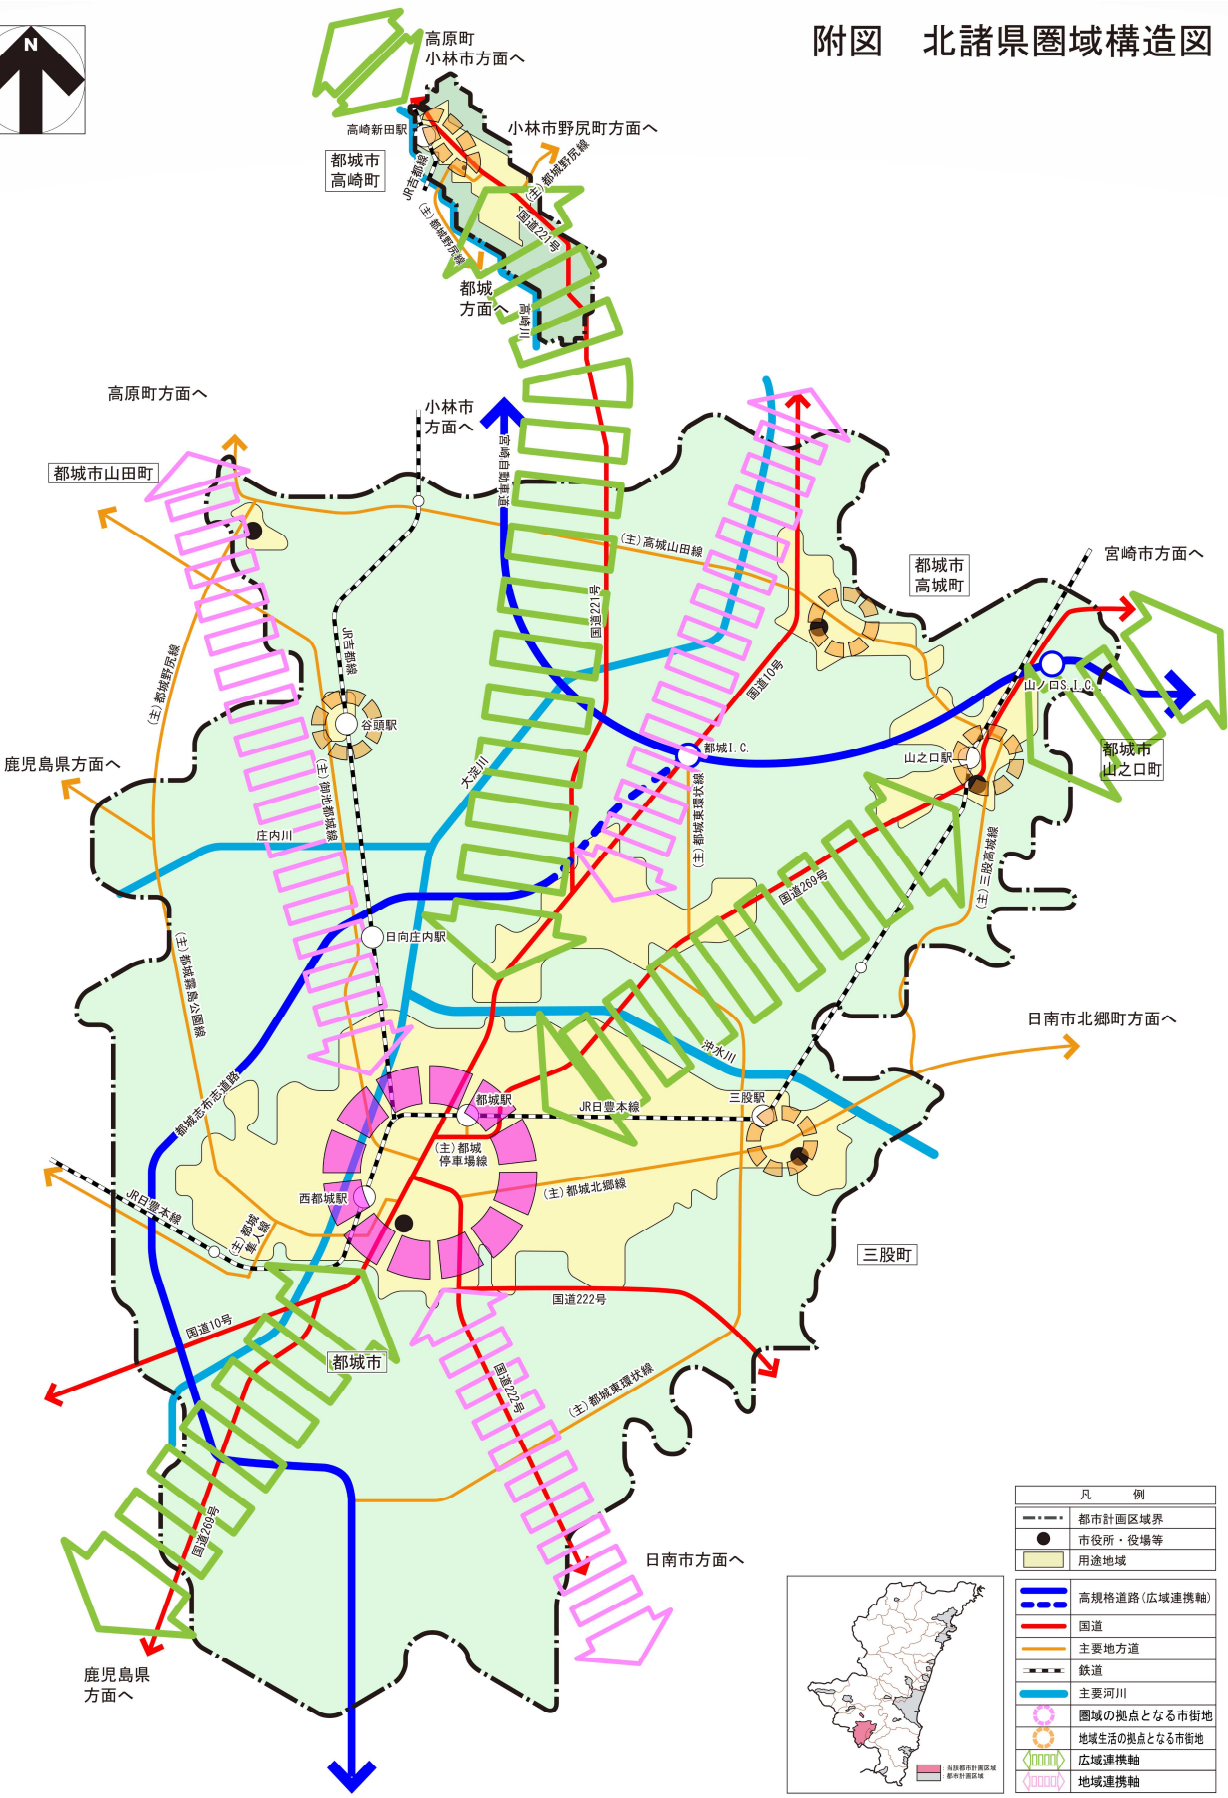 附図　北諸県圏域構造図
N
高原町
小林市方面へ
高崎新田駅
小林市野尻町方面へ
都城市
高崎町
JR吉都線
(主)都城野尻線
(主)都城野尻線
国道221号
都城
方面へ
高崎川
高原町方面へ
小林市
方面へ
宮崎自動車道
都城市山田町
(主)高城山田線
都城市
高城町
宮崎市方面へ
国道221号
JR吉都線
(主)都城野尻線
国道10号
山ノ口S.I.C.
谷頭駅
都城I.C.
山之口駅
都城市
山之口町
鹿児島県方面へ
大淀川
(主)御池都城線
(主)都城東環状線
庄内川
国道269号
(主)三股高城線
日向庄内駅
(主)都城霧島公園線
日南市北郷町方面へ
沖水川
都城志布志道路
都城駅
JR日豊本線
三股駅
(主)都城
停車場線
(主)都城北郷線
西都城駅
JR日豊本線
(主)都城
隼人線
三股町
国道222号
国道10号
都城市
国道222号
(主)都城東環状線
国道269号
日南市方面へ
鹿児島県
方面へ
凡　例
都市計画区域界
市役所・役場等
用途地域
高規格道路(広域連携軸)
国道
主要地方道
鉄道
主要河川
圏域の拠点となる市街地
地域生活の拠点となる市街地
広域連携軸
地域連携軸
当該都市計画区域
都市計画区域